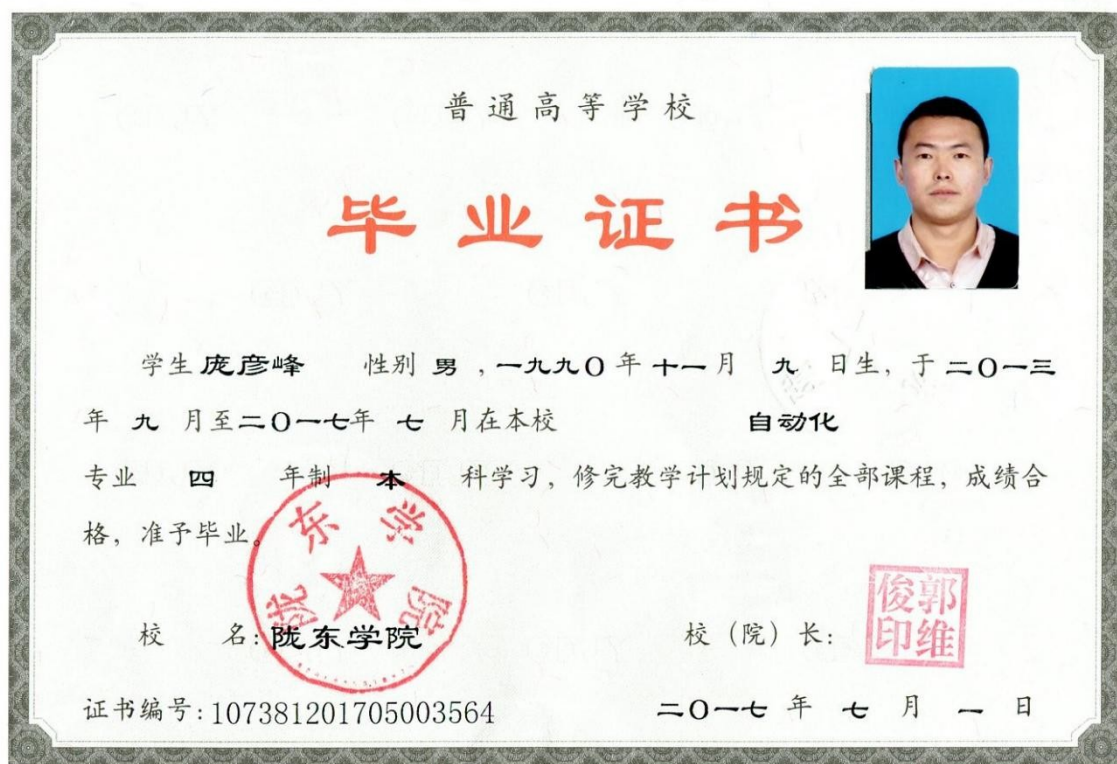 普通高等学校
毕业证书
学生庞彦峰 性别 男，一九九〇年十一月 九 日生，于二〇一三
年 九 月至二〇一七年 七 月在本校 自动化
专业 四 年制 本 科学习，修完教学计划规定的全部课程，成绩合
格，准予毕业。
陇东学院
校 名：陇东学院 校（院）长：
郭维俊印
证书编号：107381201705003564 二〇一七 年 七 月 一 日